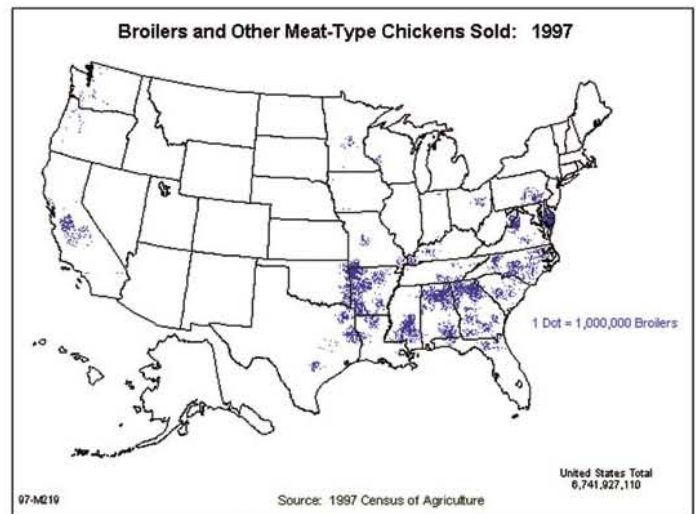 Broilers and Other Meat-Type Chickens Sold: 1997
1 Dot = 1,000,000 Broilers
United States Total
6,741,927,110
97-M219
Source: 1997 Census of Agriculture